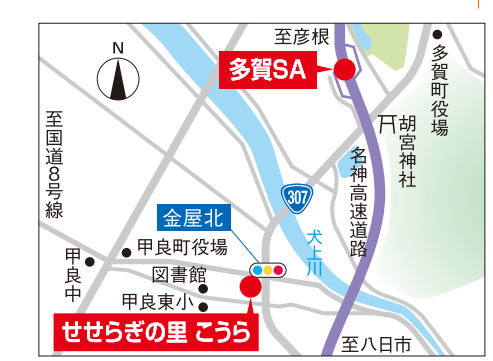 至彦根
N
多賀SA
多賀町役場
至国道8号線
胡宮神社
名神高速道路
307
金屋北
犬上川
甲良町役場
甲良中
図書館
甲良東小
せせらぎの里 こうら
至八日市